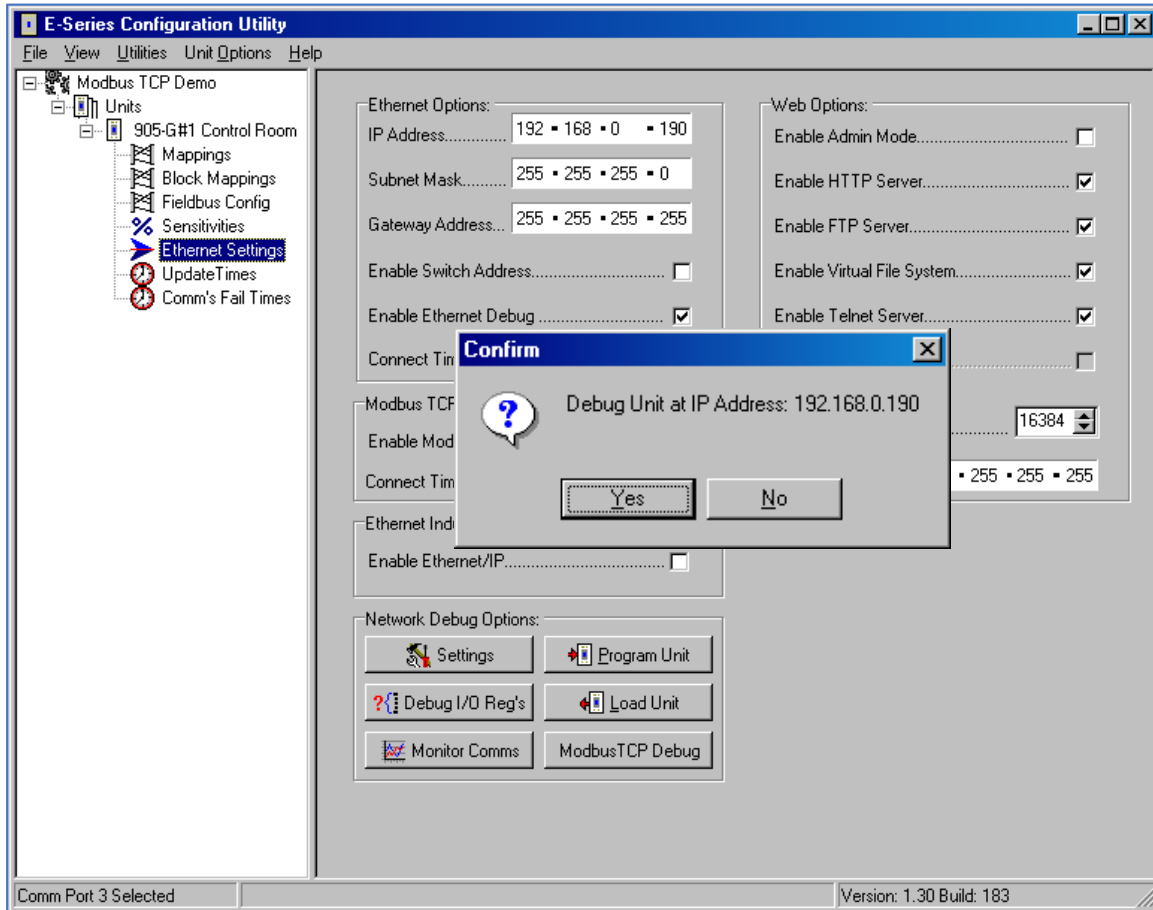 E-Series Configuration Utility
File View Utilities Unit Options Help
Modbus TCP Demo
Units
905-G#1 Control Room
Mappings
Block Mappings
Fieldbus Config
Sensitivities
Ethernet Settings
UpdateTimes
Comm's Fail Times
Ethernet Options:
IP Address............. 192 ▪ 168 ▪ 0 ▪ 190
Subnet Mask......... 255 ▪ 255 ▪ 255 ▪ 0
Gateway Address... 255 ▪ 255 ▪ 255 ▪ 255
Enable Switch Address...........................
Enable Ethernet Debug .........................
Connect Tim
Modbus TCP
Enable Mod
Connect Tim
Ethernet Indu
Enable Ethernet/IP................................
Network Debug Options:
Settings
Program Unit
Debug I/O Reg's
Load Unit
Monitor Comms
ModbusTCP Debug
Web Options:
Enable Admin Mode..............................
Enable HTTP Server.............................
Enable FTP Server...............................
Enable Virtual File System.....................
Enable Telnet Server............................
16384
▪ 255 ▪ 255 ▪ 255
Confirm
Debug Unit at IP Address: 192.168.0.190
Yes
No
Comm Port 3 Selected
Version: 1.30 Build: 183